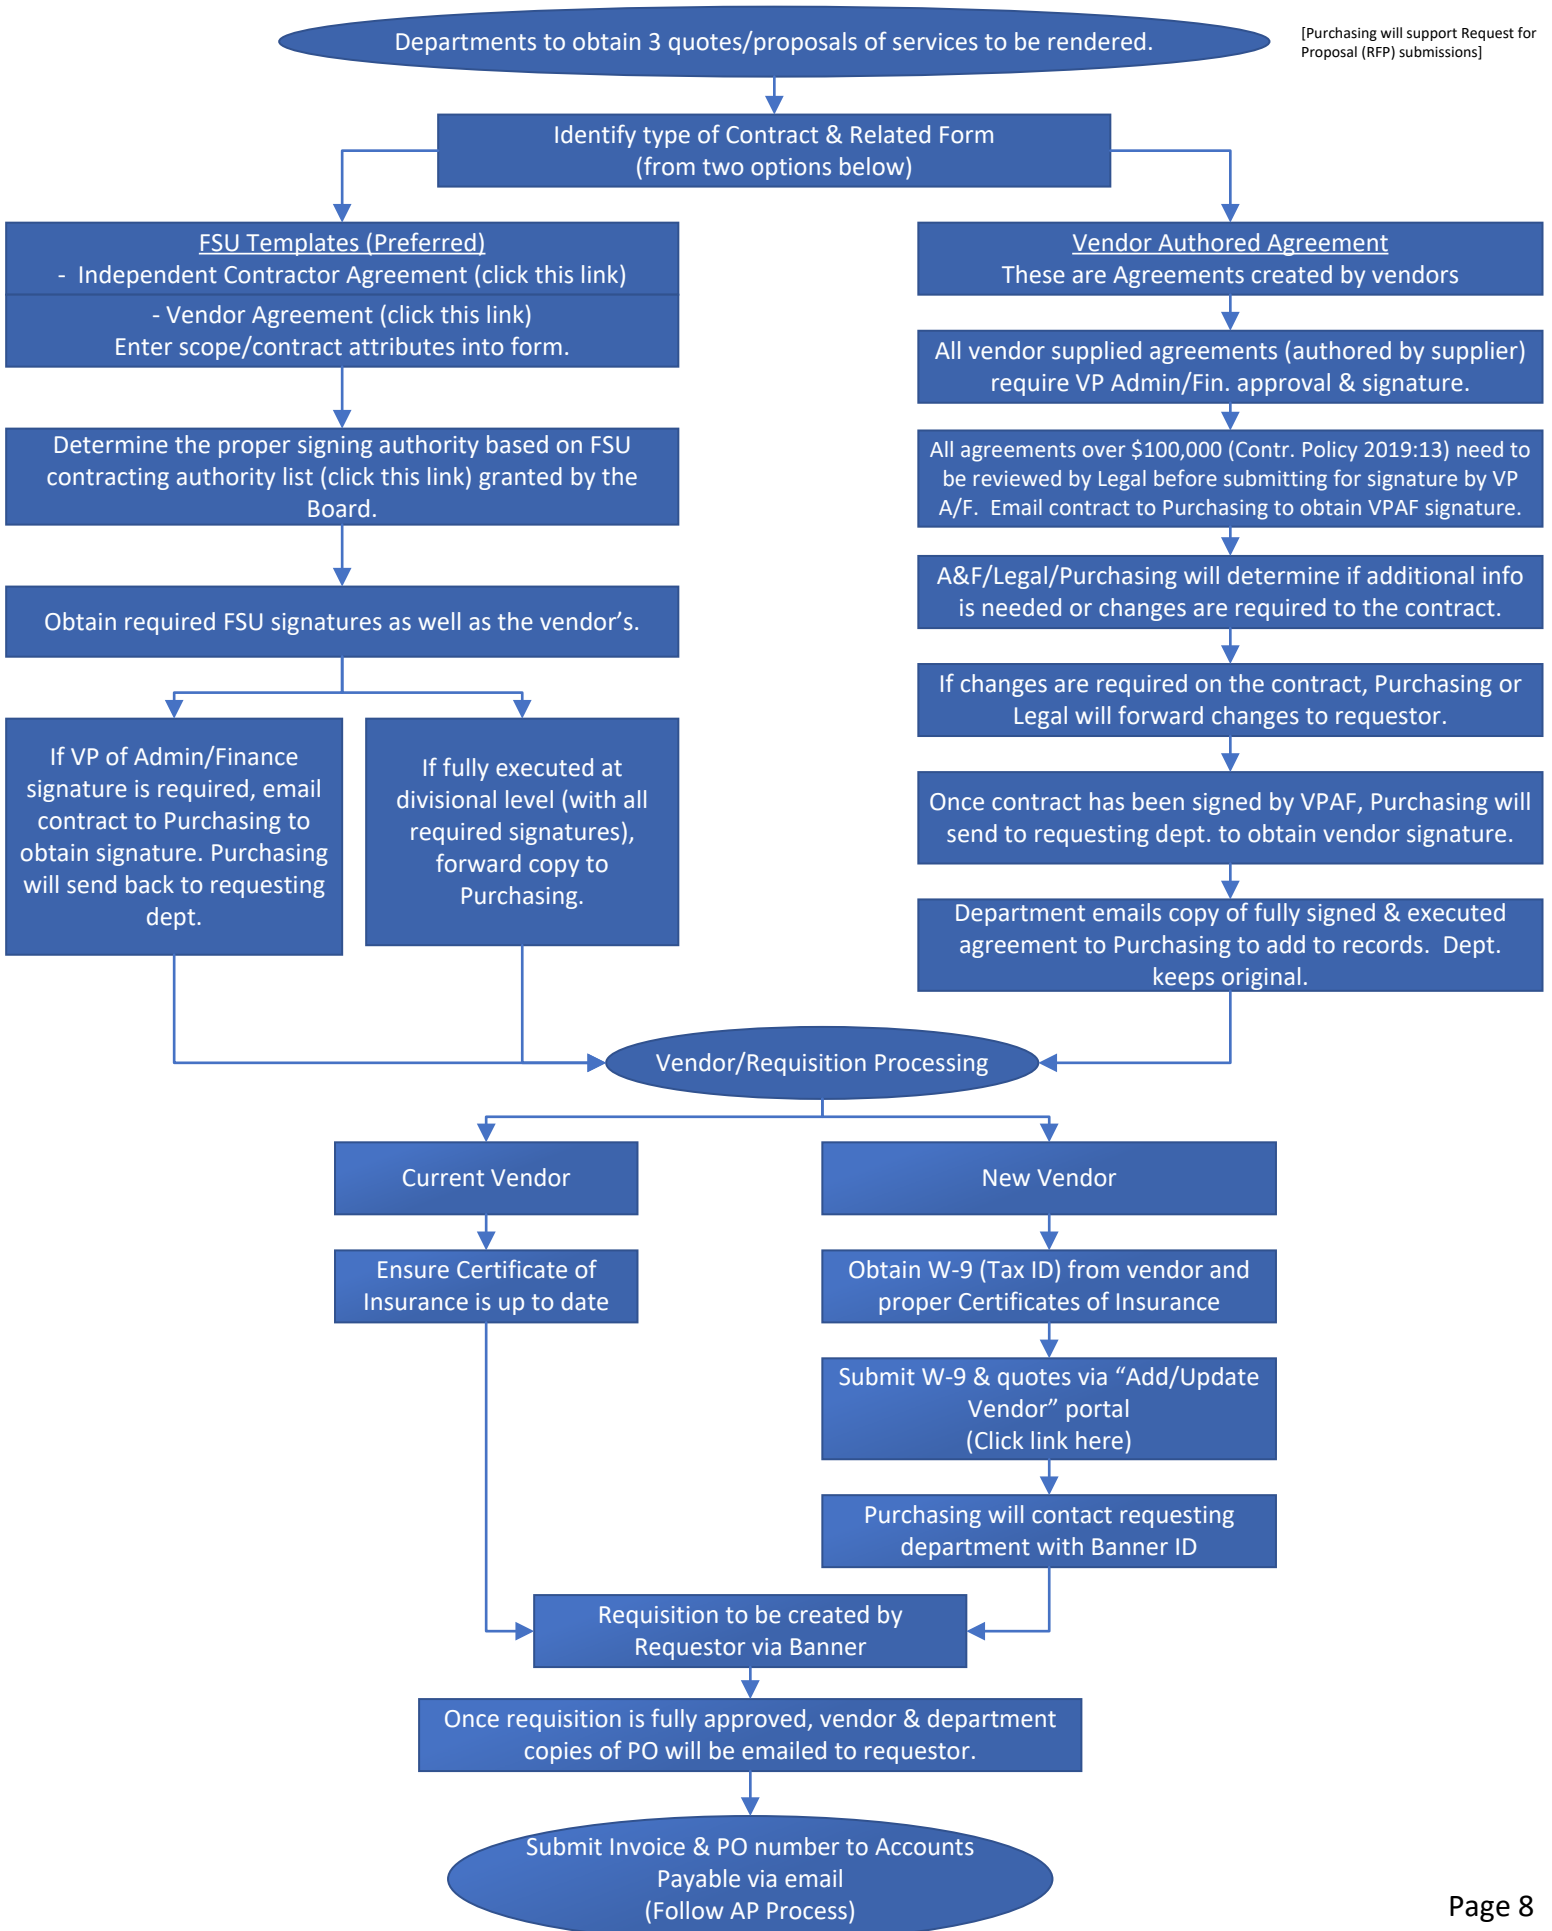 Departments to obtain 3 quotes/proposals of services to be rendered.
[Purchasing will support Request for
Proposal (RFP) submissions]
Identify type of Contract & Related Form
(from two options below)
FSU Templates (Preferred)
- Independent Contractor Agreement (click this link)
- Vendor Agreement (click this link)
Enter scope/contract attributes into form.
Determine the proper signing authority based on FSU
contracting authority list (click this link) granted by the
Board.
Obtain required FSU signatures as well as the vendor’s.
If VP of Admin/Finance
signature is required, email
contract to Purchasing to
obtain signature. Purchasing
will send back to requesting
dept.
If fully executed at
divisional level (with all
required signatures),
forward copy to
Purchasing.
Vendor Authored Agreement
These are Agreements created by vendors
All vendor supplied agreements (authored by supplier)
require VP Admin/Fin. approval & signature.
All agreements over $100,000 (Contr. Policy 2019:13) need to
be reviewed by Legal before submitting for signature by VP
A/F. Email contract to Purchasing to obtain VPAF signature.
A&F/Legal/Purchasing will determine if additional info
is needed or changes are required to the contract.
If changes are required on the contract, Purchasing or
Legal will forward changes to requestor.
Once contract has been signed by VPAF, Purchasing will
send to requesting dept. to obtain vendor signature.
Department emails copy of fully signed & executed
agreement to Purchasing to add to records. Dept.
keeps original.
Vendor/Requisition Processing
Current Vendor
Ensure Certificate of
Insurance is up to date
New Vendor
Obtain W-9 (Tax ID) from vendor and
proper Certificates of Insurance
Submit W-9 & quotes via “Add/Update
Vendor” portal
(Click link here)
Purchasing will contact requesting
department with Banner ID
Requisition to be created by
Requestor via Banner
Once requisition is fully approved, vendor & department
copies of PO will be emailed to requestor.
Submit Invoice & PO number to Accounts
Payable via email
(Follow AP Process)
Page 8